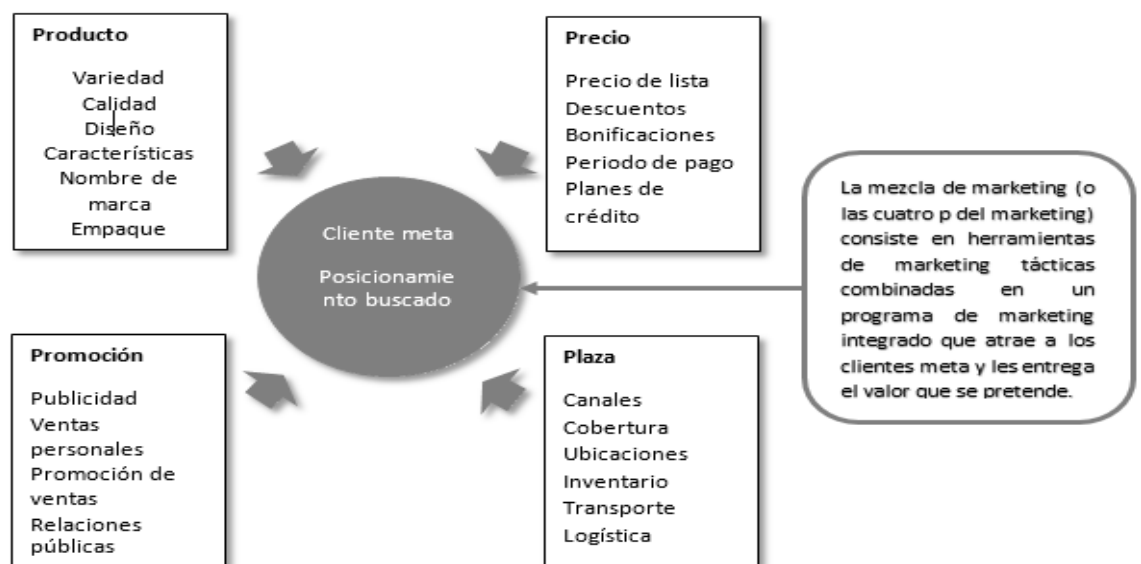 Producto
Variedad
Calidad
Diseño
Características
Nombre de
marca
Empaque
Precio
Precio de lista
Descuentos
Bonificaciones
Periodo de pago
Planes de
crédito
Cliente meta
Posicionamie
nto buscado
La mezcla de marketing (o
las cuatro p del marketing)
consiste en herramientas
de marketing tácticas
combinadas en un
programa de marketing
integrado que atrae a los
clientes meta y les entrega
el valor que se pretende.
Promoción
Publicidad
Ventas
personales
Promoción de
ventas
Relaciones
públicas
Plaza
Canales
Cobertura
Ubicaciones
Inventario
Transporte
Logística